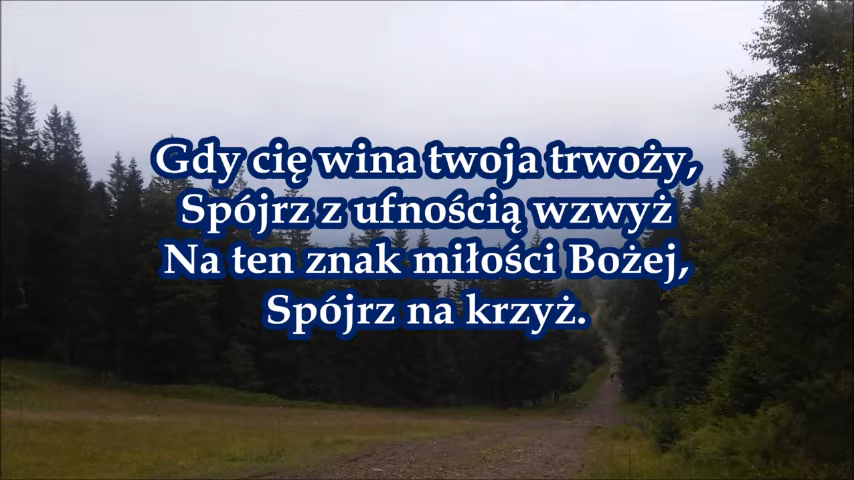 Gdy cię wina twoja trwoży,
Spójrz z ufnością wzwyż
Na ten znak miłości Bożej,
Spójrz na krzyż.